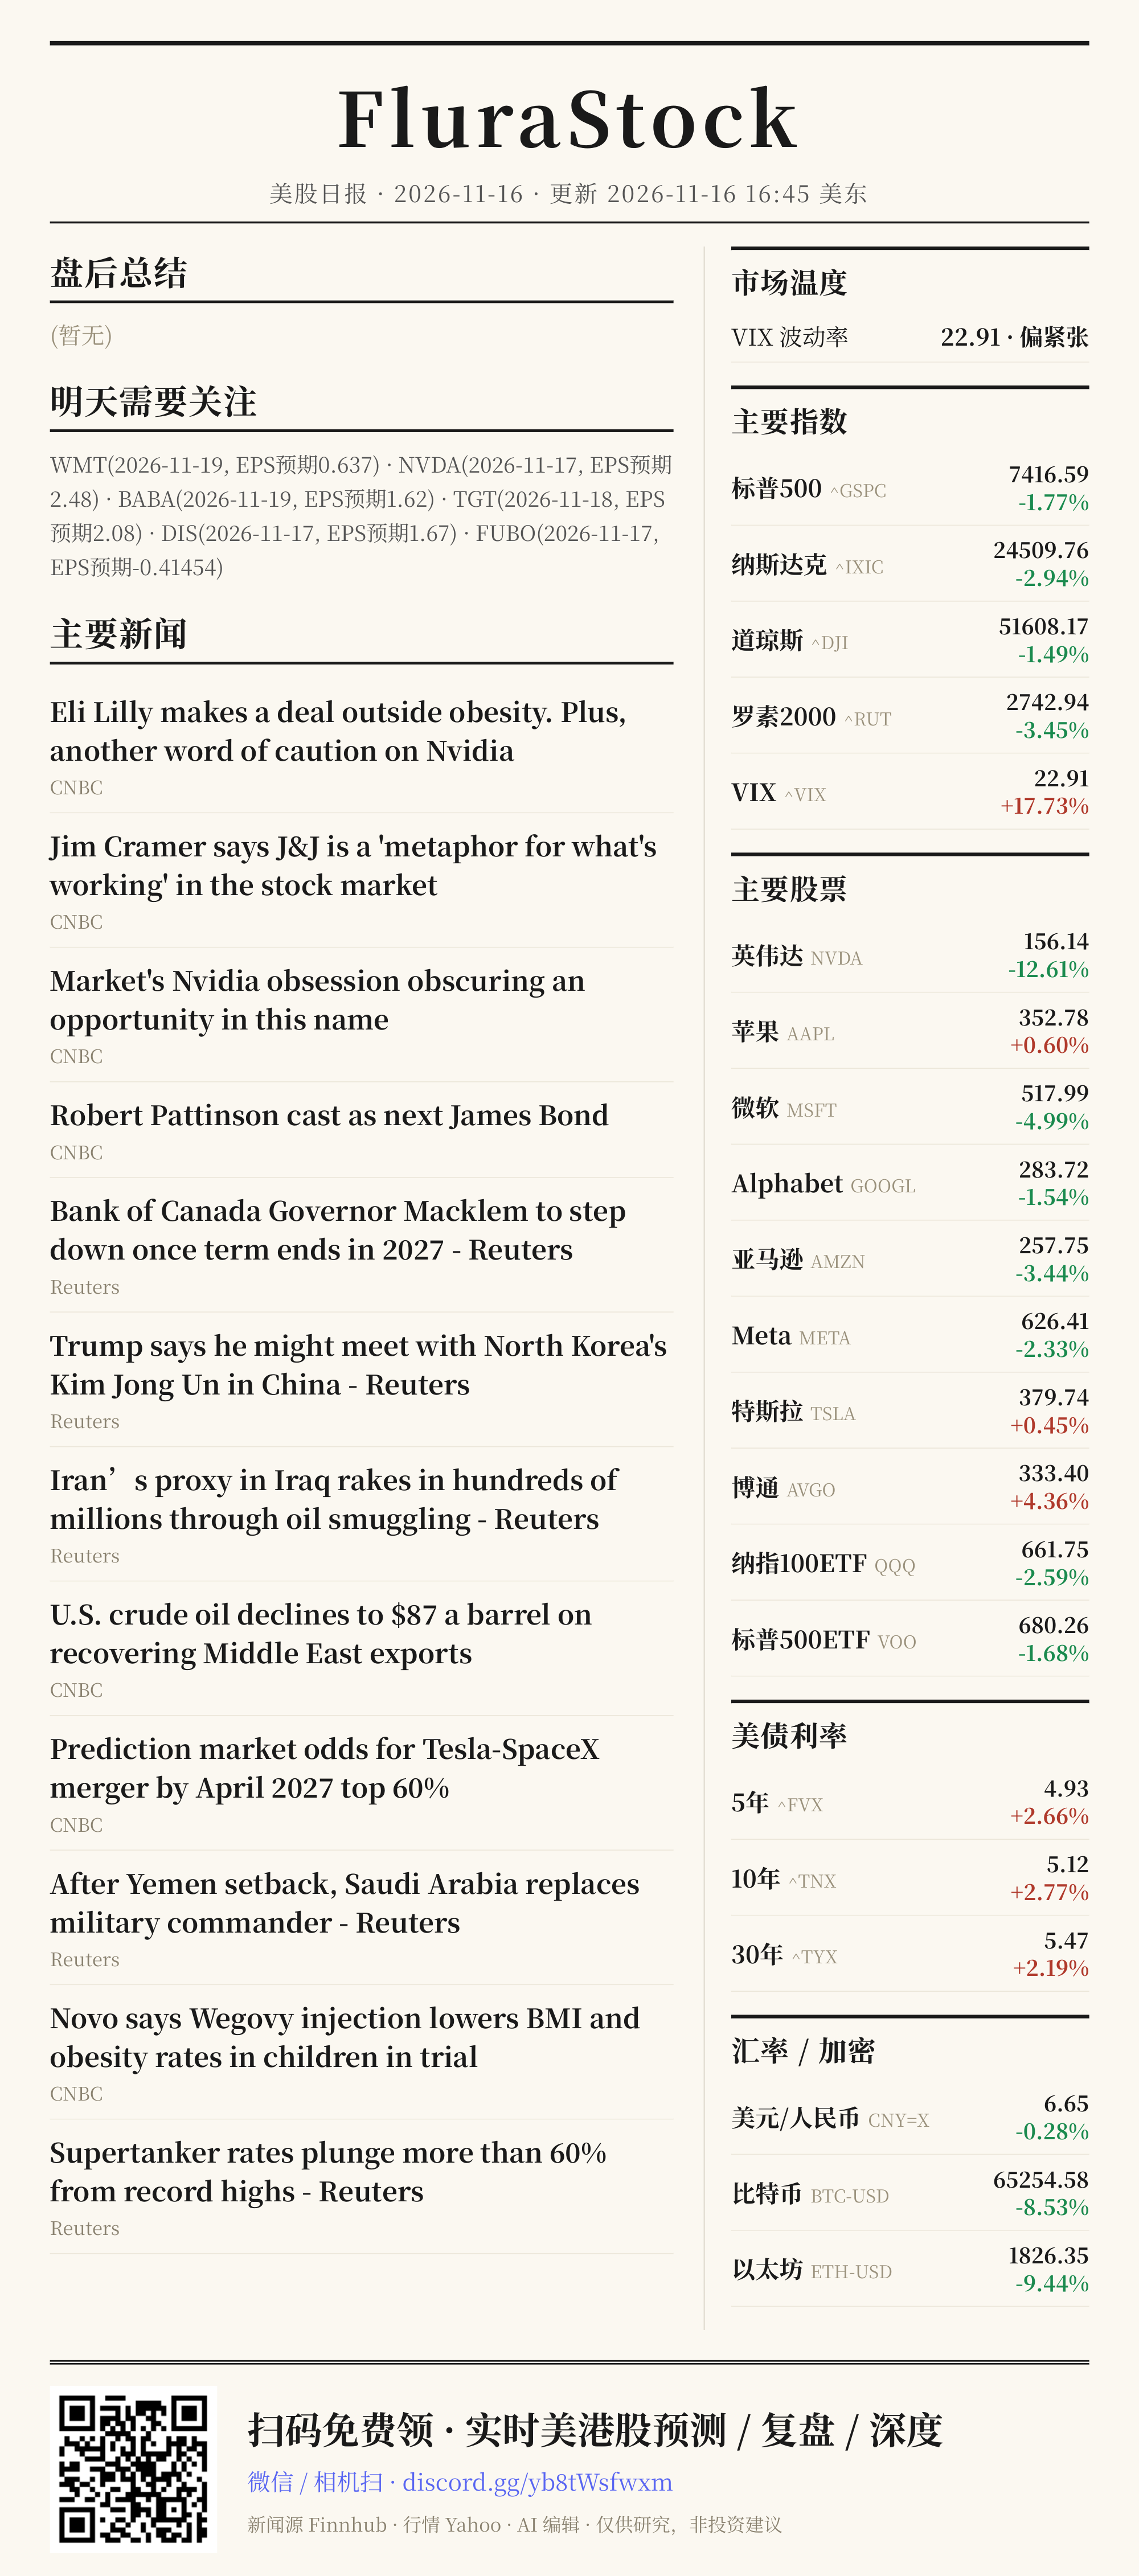 FluraStock
美股日报 · 2026-11-16 · 更新 2026-11-16 16:45 美东
盘后总结
(暂无)
明天需要关注
WMT(2026-11-19, EPS预期0.637) · NVDA(2026-11-17, EPS预期
2.48) · BABA(2026-11-19, EPS预期1.62) · TGT(2026-11-18, EPS
预期2.08) · DIS(2026-11-17, EPS预期1.67) · FUBO(2026-11-17,
EPS预期-0.41454)
主要新闻
Eli Lilly makes a deal outside obesity. Plus,
another word of caution on Nvidia
CNBC
Jim Cramer says J&J is a 'metaphor for what's
working' in the stock market
CNBC
Market's Nvidia obsession obscuring an
opportunity in this name
CNBC
Robert Pattinson cast as next James Bond
CNBC
Bank of Canada Governor Macklem to step
down once term ends in 2027 - Reuters
Reuters
Trump says he might meet with North Korea's
Kim Jong Un in China - Reuters
Reuters
Iran’s proxy in Iraq rakes in hundreds of
millions through oil smuggling - Reuters
Reuters
U.S. crude oil declines to $87 a barrel on
recovering Middle East exports
CNBC
Prediction market odds for Tesla-SpaceX
merger by April 2027 top 60%
CNBC
After Yemen setback, Saudi Arabia replaces
military commander - Reuters
Reuters
Novo says Wegovy injection lowers BMI and
obesity rates in children in trial
CNBC
Supertanker rates plunge more than 60%
from record highs - Reuters
Reuters
市场温度
VIX 波动率 22.91 · 偏紧张
主要指数
标普500 ^GSPC 7416.59
-1.77%
纳斯达克 ^IXIC 24509.76
-2.94%
道琼斯 ^DJI 51608.17
-1.49%
罗素2000 ^RUT 2742.94
-3.45%
VIX ^VIX 22.91
+17.73%
主要股票
英伟达 NVDA 156.14
-12.61%
苹果 AAPL 352.78
+0.60%
微软 MSFT 517.99
-4.99%
Alphabet GOOGL 283.72
-1.54%
亚马逊 AMZN 257.75
-3.44%
Meta META 626.41
-2.33%
特斯拉 TSLA 379.74
+0.45%
博通 AVGO 333.40
+4.36%
纳指100ETF QQQ 661.75
-2.59%
标普500ETF VOO 680.26
-1.68%
美债利率
5年 ^FVX 4.93
+2.66%
10年 ^TNX 5.12
+2.77%
30年 ^TYX 5.47
+2.19%
汇率 / 加密
美元/人民币 CNY=X 6.65
-0.28%
比特币 BTC-USD 65254.58
-8.53%
以太坊 ETH-USD 1826.35
-9.44%
扫码免费领 · 实时美港股预测 / 复盘 / 深度
微信 / 相机扫 · discord.gg/yb8tWsfwxm
新闻源 Finnhub · 行情 Yahoo · AI 编辑 · 仅供研究，非投资建议